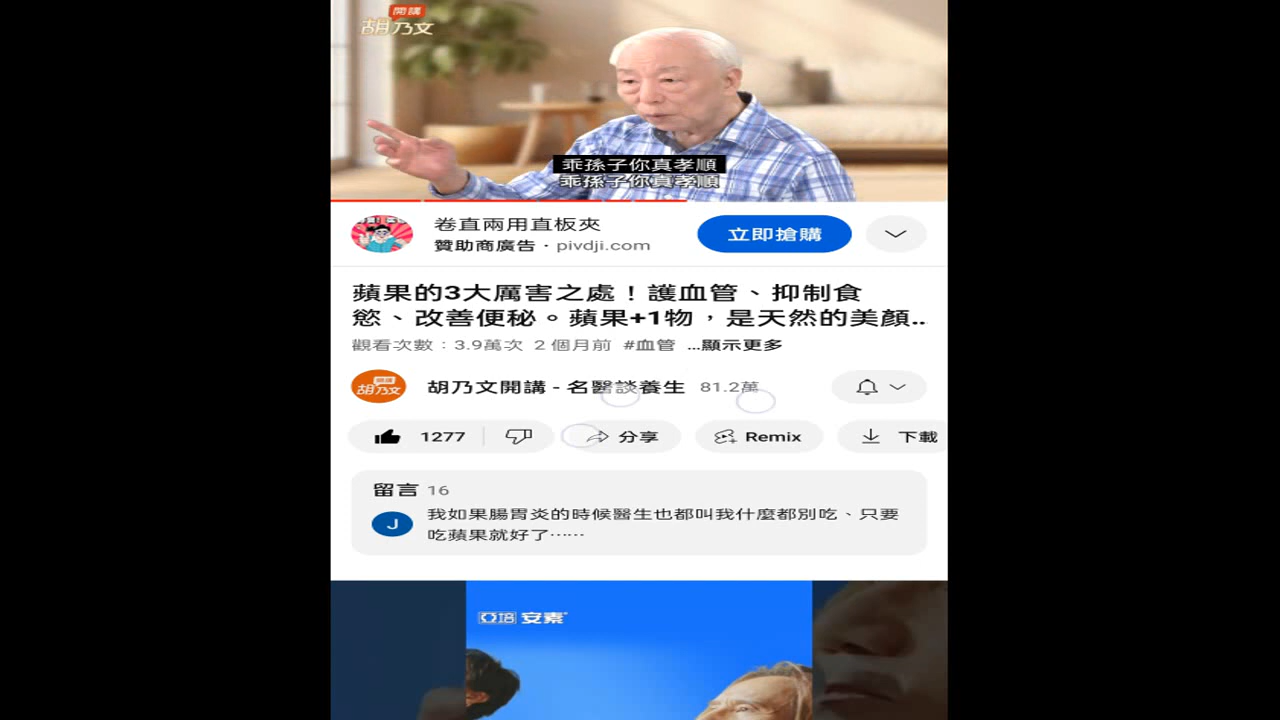 開講
胡乃文
乖孫子你真孝順
乖孫子你真孝順
卷直兩用直板夾
贊助商廣告・pivdji.com
立即搶購
蘋果的3大厲害之處！護血管、抑制食
慾、改善便秘。蘋果+1物，是天然的美顏..
觀看次數：3.9萬次 2 個月前 #血管 ...顯示更多
開講
胡乃文
胡乃文開講 - 名醫談養生 81.2萬
1277
分享
Remix
下載
留言 16
J
我如果腸胃炎的時候醫生也都叫我什麼都別吃、只要
吃蘋果就好了⋯⋯
亞培 安素